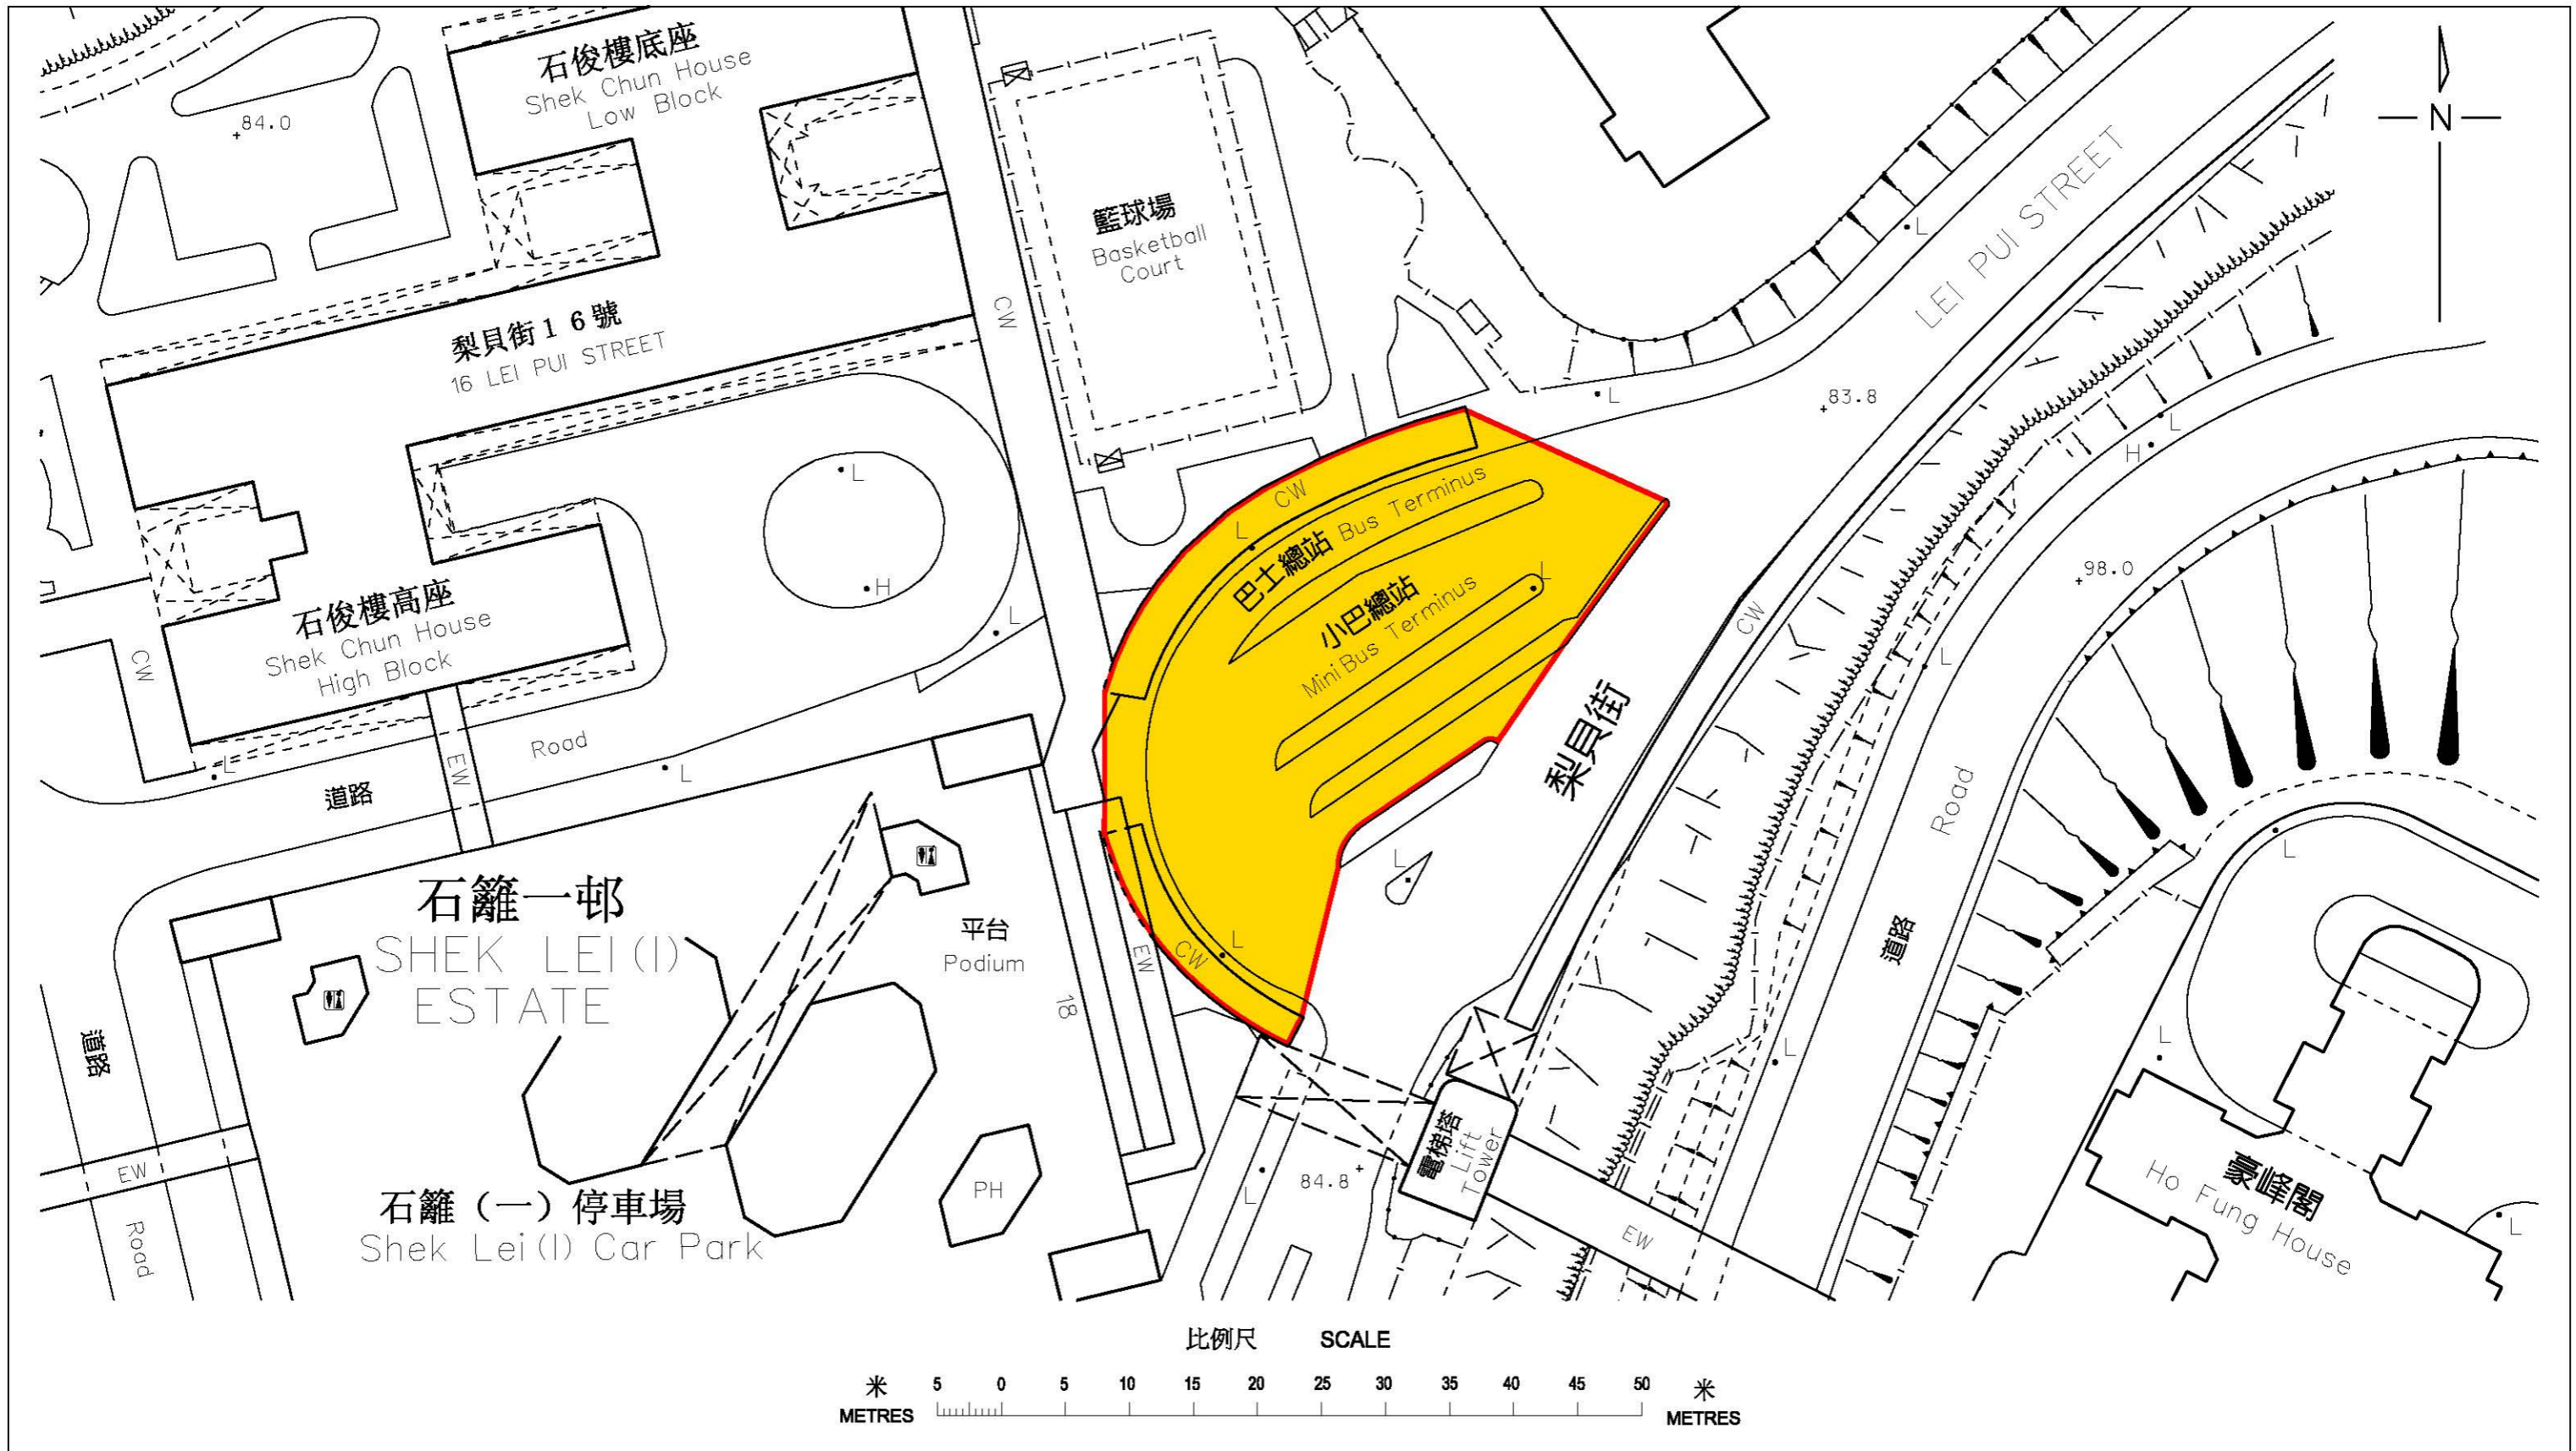 石俊樓底座
Shek Chun House
Low Block
84.0
N
LEI PUI STREET
籃球場
Basketball
Court
CW
梨貝街１６號
16 LEI PUI STREET
L
83.8
L
H
L
L
CW
L
巴士總站 Bus Terminus
小巴總站
Mini Bus Terminus
L
H
98.0
石俊樓高座
Shek Chun House
High Block
L
CW
CW
L
梨貝街
L
道路
Road
EW
L
Road
L
L
石籬一邨
SHEK LEI (I)
ESTATE
平台
Podium
18
EW
CW
L
道路
道路
L
L
電梯塔
Lift
Tower
84.8
L
EW
Road
石籬（一）停車場
Shek Lei (I) Car Park
PH
EW
豪峰閣
Ho Fung House
L
比例尺 SCALE
米 5 0 5 10 15 20 25 30 35 40 45 50 米
METRES METRES